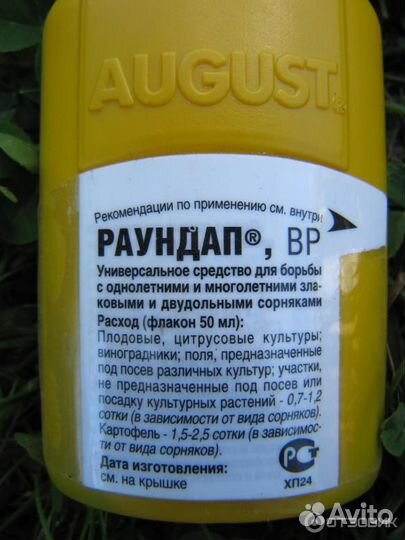 AUGUST®
Рекомендации по применению см. внутри
РАУНДАП®, ВР
Универсальное средство для борьбы
с однолетними и многолетними зла-
ковыми и двудольными сорняками
Расход (флакон 50 мл):
Плодовые, цитрусовые культуры;
виноградники; поля, предназначенные
под посев различных культур; участки,
не предназначенные под посев или
посадку культурных растений - 0,7-1,2
сотки (в зависимости от вида сорняков).
Картофель - 1,5-2,5 сотки (в зависимос-
ти от вида сорняков).
Дата изготовления:
см. на крышке
РСТ
ХП24
Avito
ОТЗОВИК